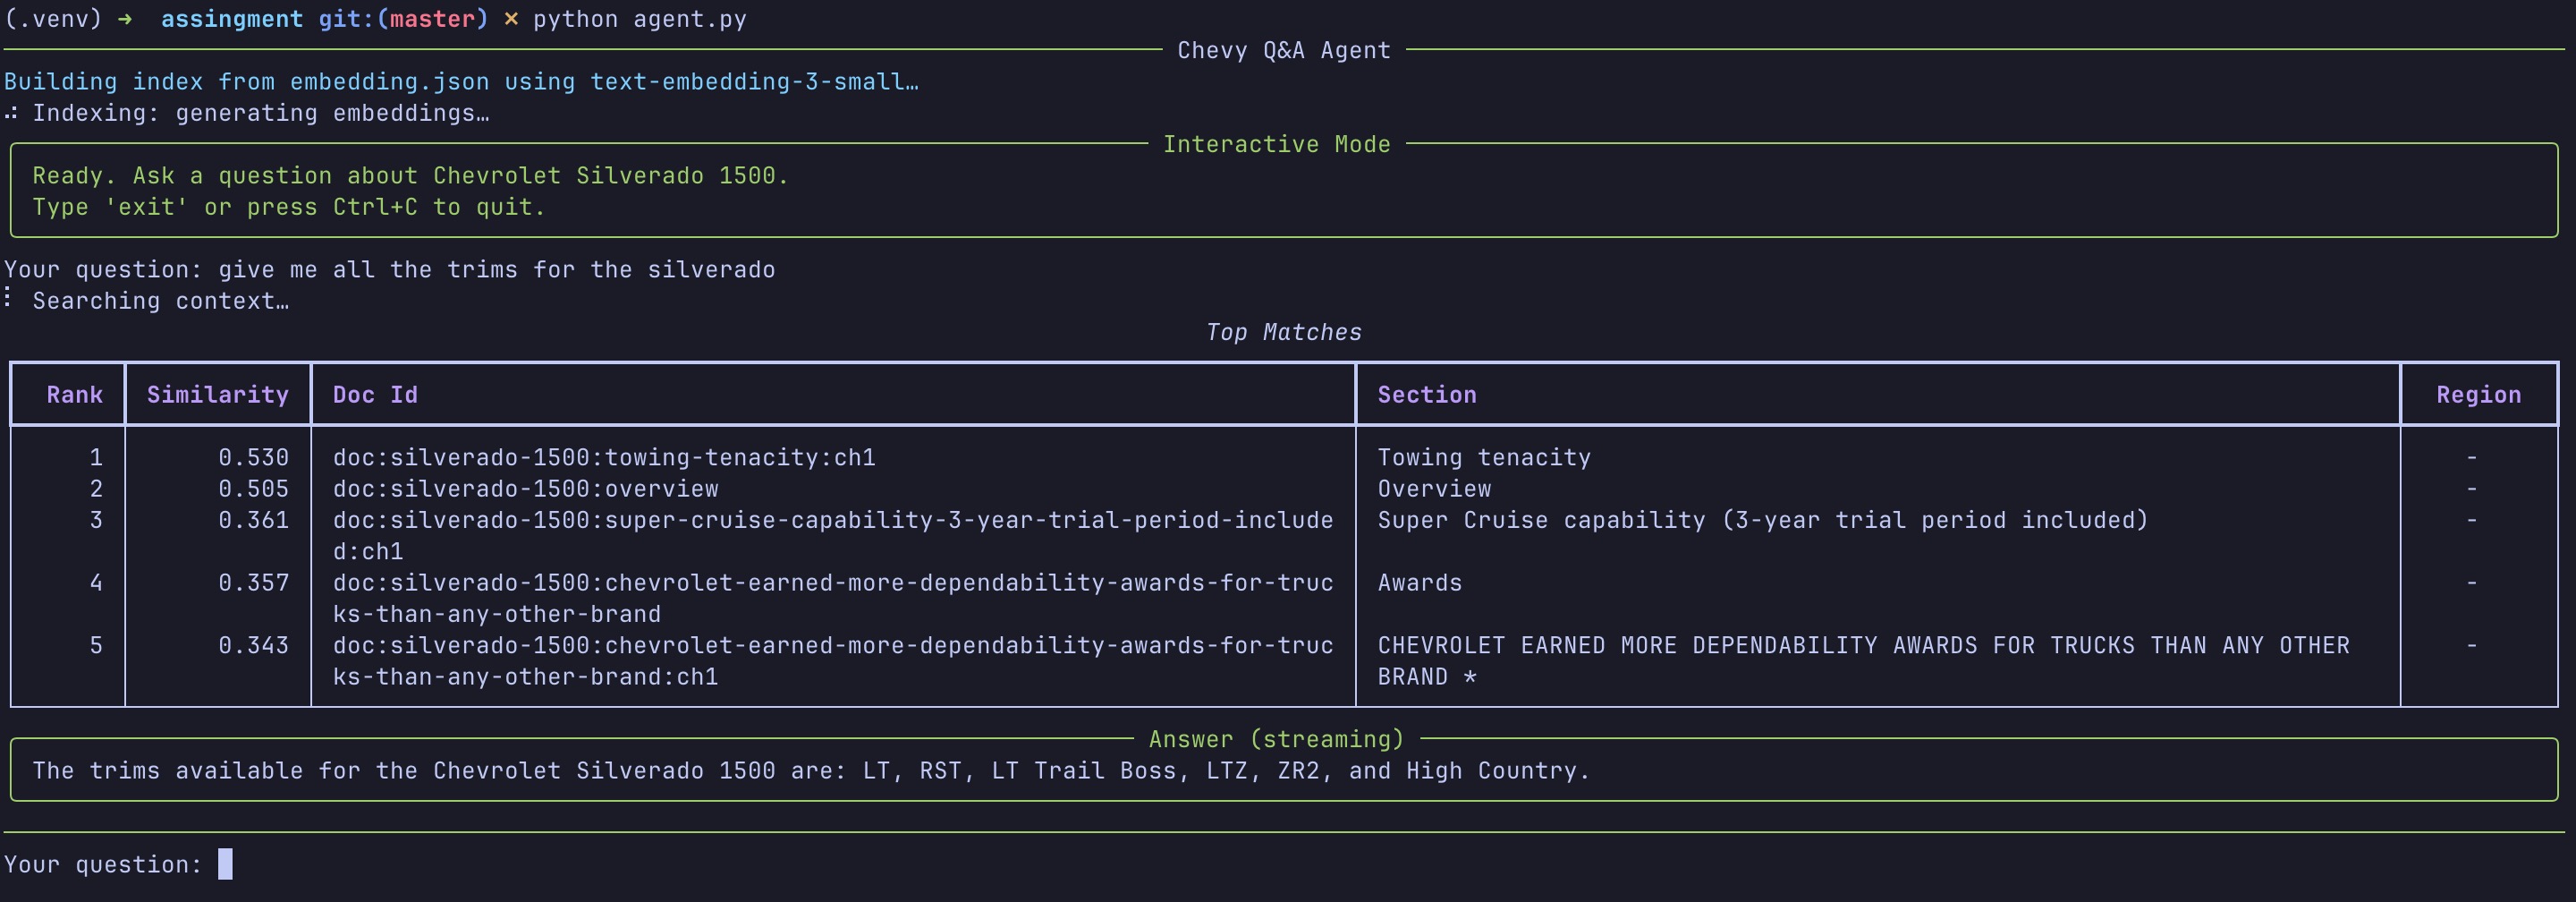 (.venv) ➜  assingment git:(master) ✕ python agent.py
Chevy Q&A Agent
Building index from embedding.json using text-embedding-3-small…
Indexing: generating embeddings…
Interactive Mode
Ready. Ask a question about Chevrolet Silverado 1500.
Type 'exit' or press Ctrl+C to quit.
Your question: give me all the trims for the silverado
Searching context…
Top Matches
Rank Similarity Doc Id Section Region
1 0.530 doc:silverado-1500:towing-tenacity:ch1 Towing tenacity -
2 0.505 doc:silverado-1500:overview Overview -
3 0.361 doc:silverado-1500:super-cruise-capability-3-year-trial-period-include Super Cruise capability (3-year trial period included) -
d:ch1
4 0.357 doc:silverado-1500:chevrolet-earned-more-dependability-awards-for-truc Awards -
ks-than-any-other-brand
5 0.343 doc:silverado-1500:chevrolet-earned-more-dependability-awards-for-truc CHEVROLET EARNED MORE DEPENDABILITY AWARDS FOR TRUCKS THAN ANY OTHER -
ks-than-any-other-brand:ch1 BRAND *
Answer (streaming)
The trims available for the Chevrolet Silverado 1500 are: LT, RST, LT Trail Boss, LTZ, ZR2, and High Country.
Your question: